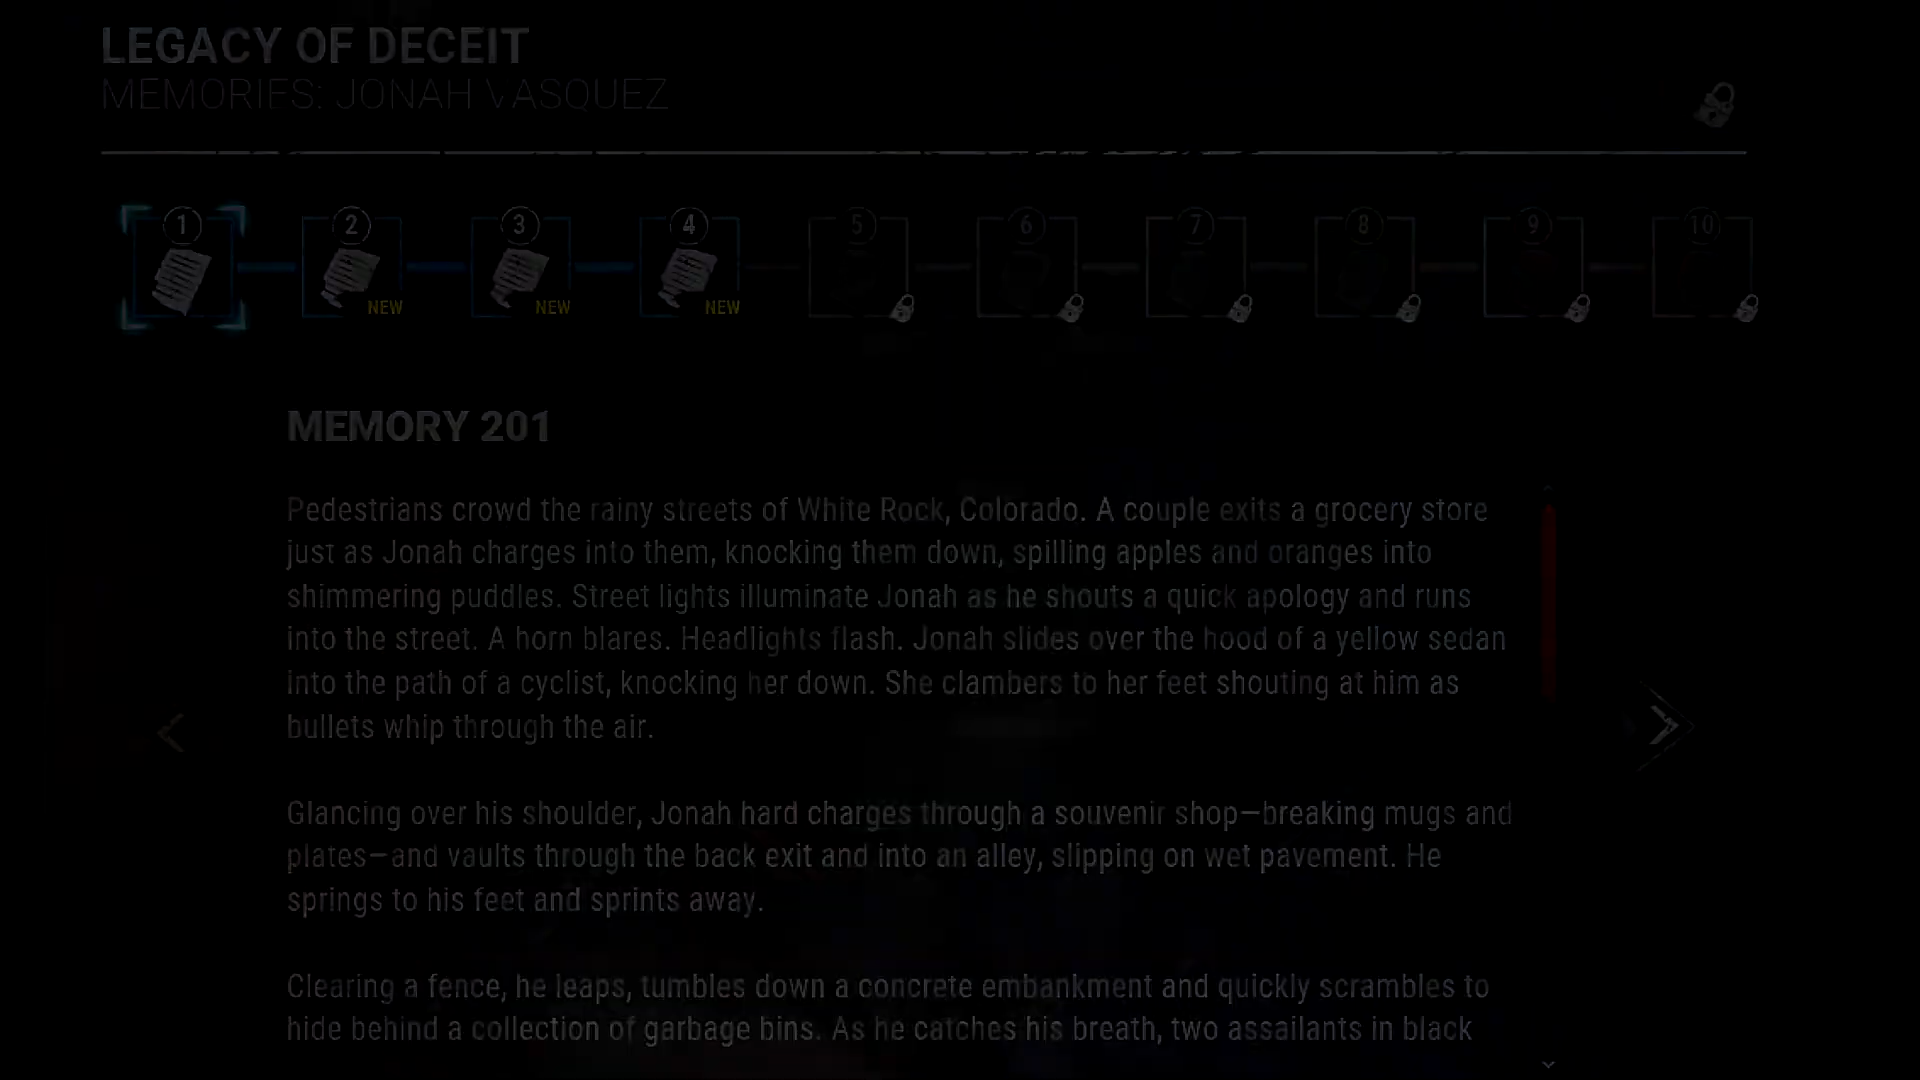 LEGACY OF DECEIT
MEMORIES: JONAH VASQUEZ
1 2 3 4 5 6 7 8 9 10
NEW NEW NEW
MEMORY 201
Pedestrians crowd the rainy streets of White Rock, Colorado. A couple exits a grocery store
just as Jonah charges into them, knocking them down, spilling apples and oranges into
shimmering puddles. Street lights illuminate Jonah as he shouts a quick apology and runs
into the street. A horn blares. Headlights flash. Jonah slides over the hood of a yellow sedan
into the path of a cyclist, knocking her down. She clambers to her feet shouting at him as
bullets whip through the air.
Glancing over his shoulder, Jonah hard charges through a souvenir shop—breaking mugs and
plates—and vaults through the back exit and into an alley, slipping on wet pavement. He
springs to his feet and sprints away.
Clearing a fence, he leaps, tumbles down a concrete embankment and quickly scrambles to
hide behind a collection of garbage bins. As he catches his breath, two assailants in black